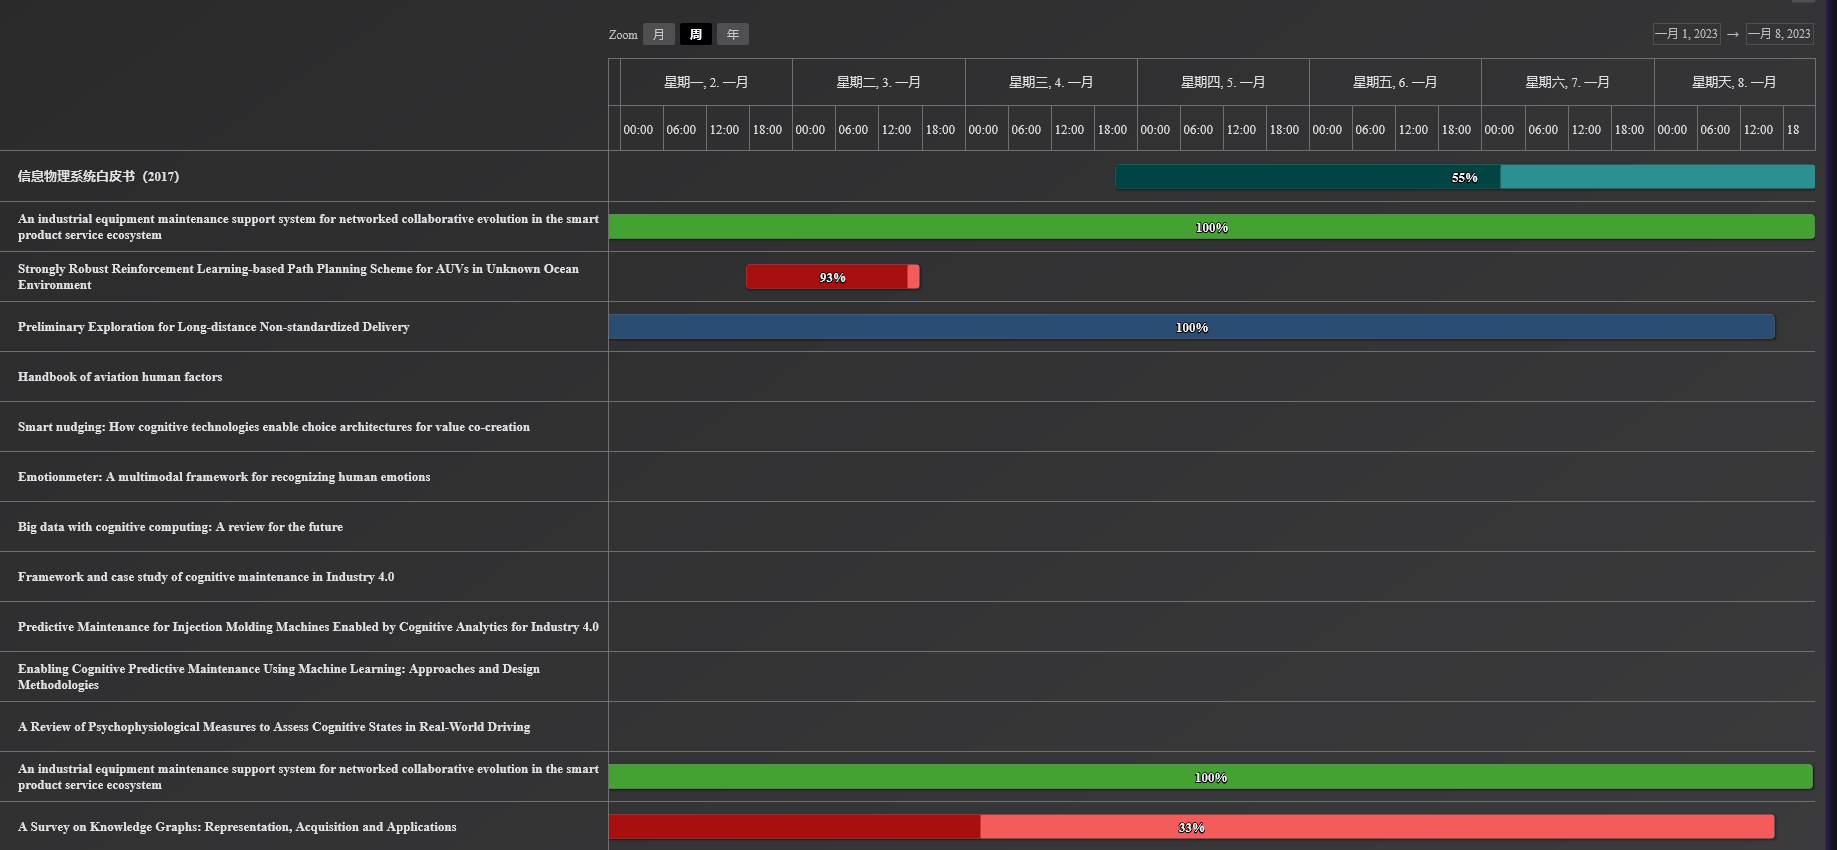 Zoom 月 周 年 一月 1, 2023 → 一月 8, 2023
星期一, 2. 一月 星期二, 3. 一月 星期三, 4. 一月 星期四, 5. 一月 星期五, 6. 一月 星期六, 7. 一月 星期天, 8. 一月
00:00 06:00 12:00 18:00 00:00 06:00 12:00 18:00 00:00 06:00 12:00 18:00 00:00 06:00 12:00 18:00 00:00 06:00 12:00 18:00 00:00 06:00 12:00 18:00 00:00 06:00 12:00 18
信息物理系统白皮书（2017） 55%
An industrial equipment maintenance support system for networked collaborative evolution in the smart
product service ecosystem
100%
Strongly Robust Reinforcement Learning-based Path Planning Scheme for AUVs in Unknown Ocean
Environment
93%
Preliminary Exploration for Long-distance Non-standardized Delivery 100%
Handbook of aviation human factors
Smart nudging: How cognitive technologies enable choice architectures for value co-creation
Emotionmeter: A multimodal framework for recognizing human emotions
Big data with cognitive computing: A review for the future
Framework and case study of cognitive maintenance in Industry 4.0
Predictive Maintenance for Injection Molding Machines Enabled by Cognitive Analytics for Industry 4.0
Enabling Cognitive Predictive Maintenance Using Machine Learning: Approaches and Design
Methodologies
A Review of Psychophysiological Measures to Assess Cognitive States in Real-World Driving
An industrial equipment maintenance support system for networked collaborative evolution in the smart
product service ecosystem
100%
A Survey on Knowledge Graphs: Representation, Acquisition and Applications 33%